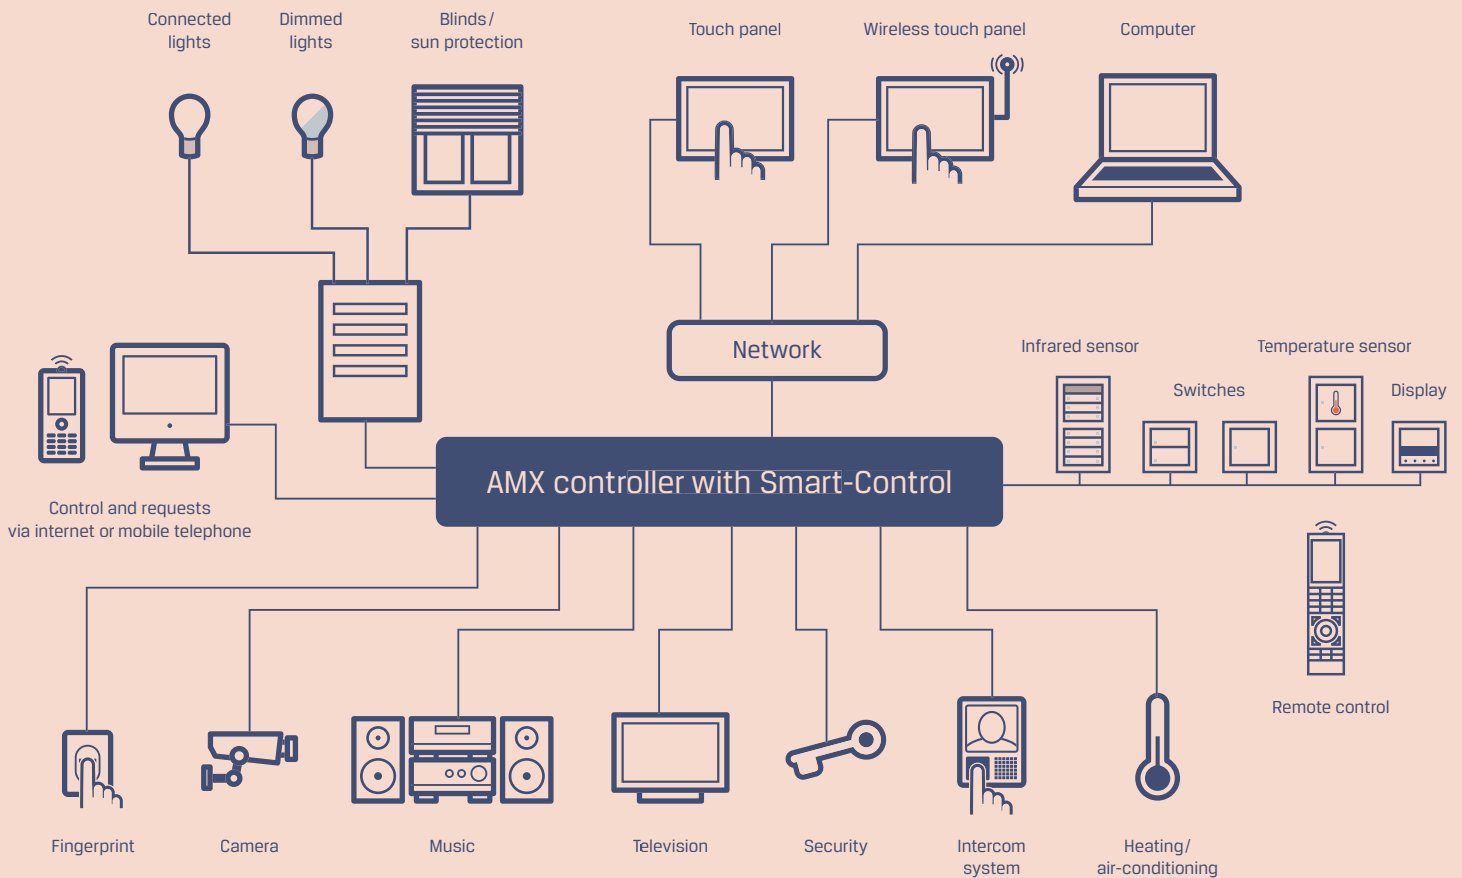 Connected
lights
Dimmed
lights
Blinds/
sun protection
Touch panel
Wireless touch panel
Computer
Network
Infrared sensor
Switches
Temperature sensor
Display
AMX controller with Smart-Control
Control and requests
via internet or mobile telephone
Remote control
Fingerprint
Camera
Music
Television
Security
Intercom
system
Heating/
air-conditioning